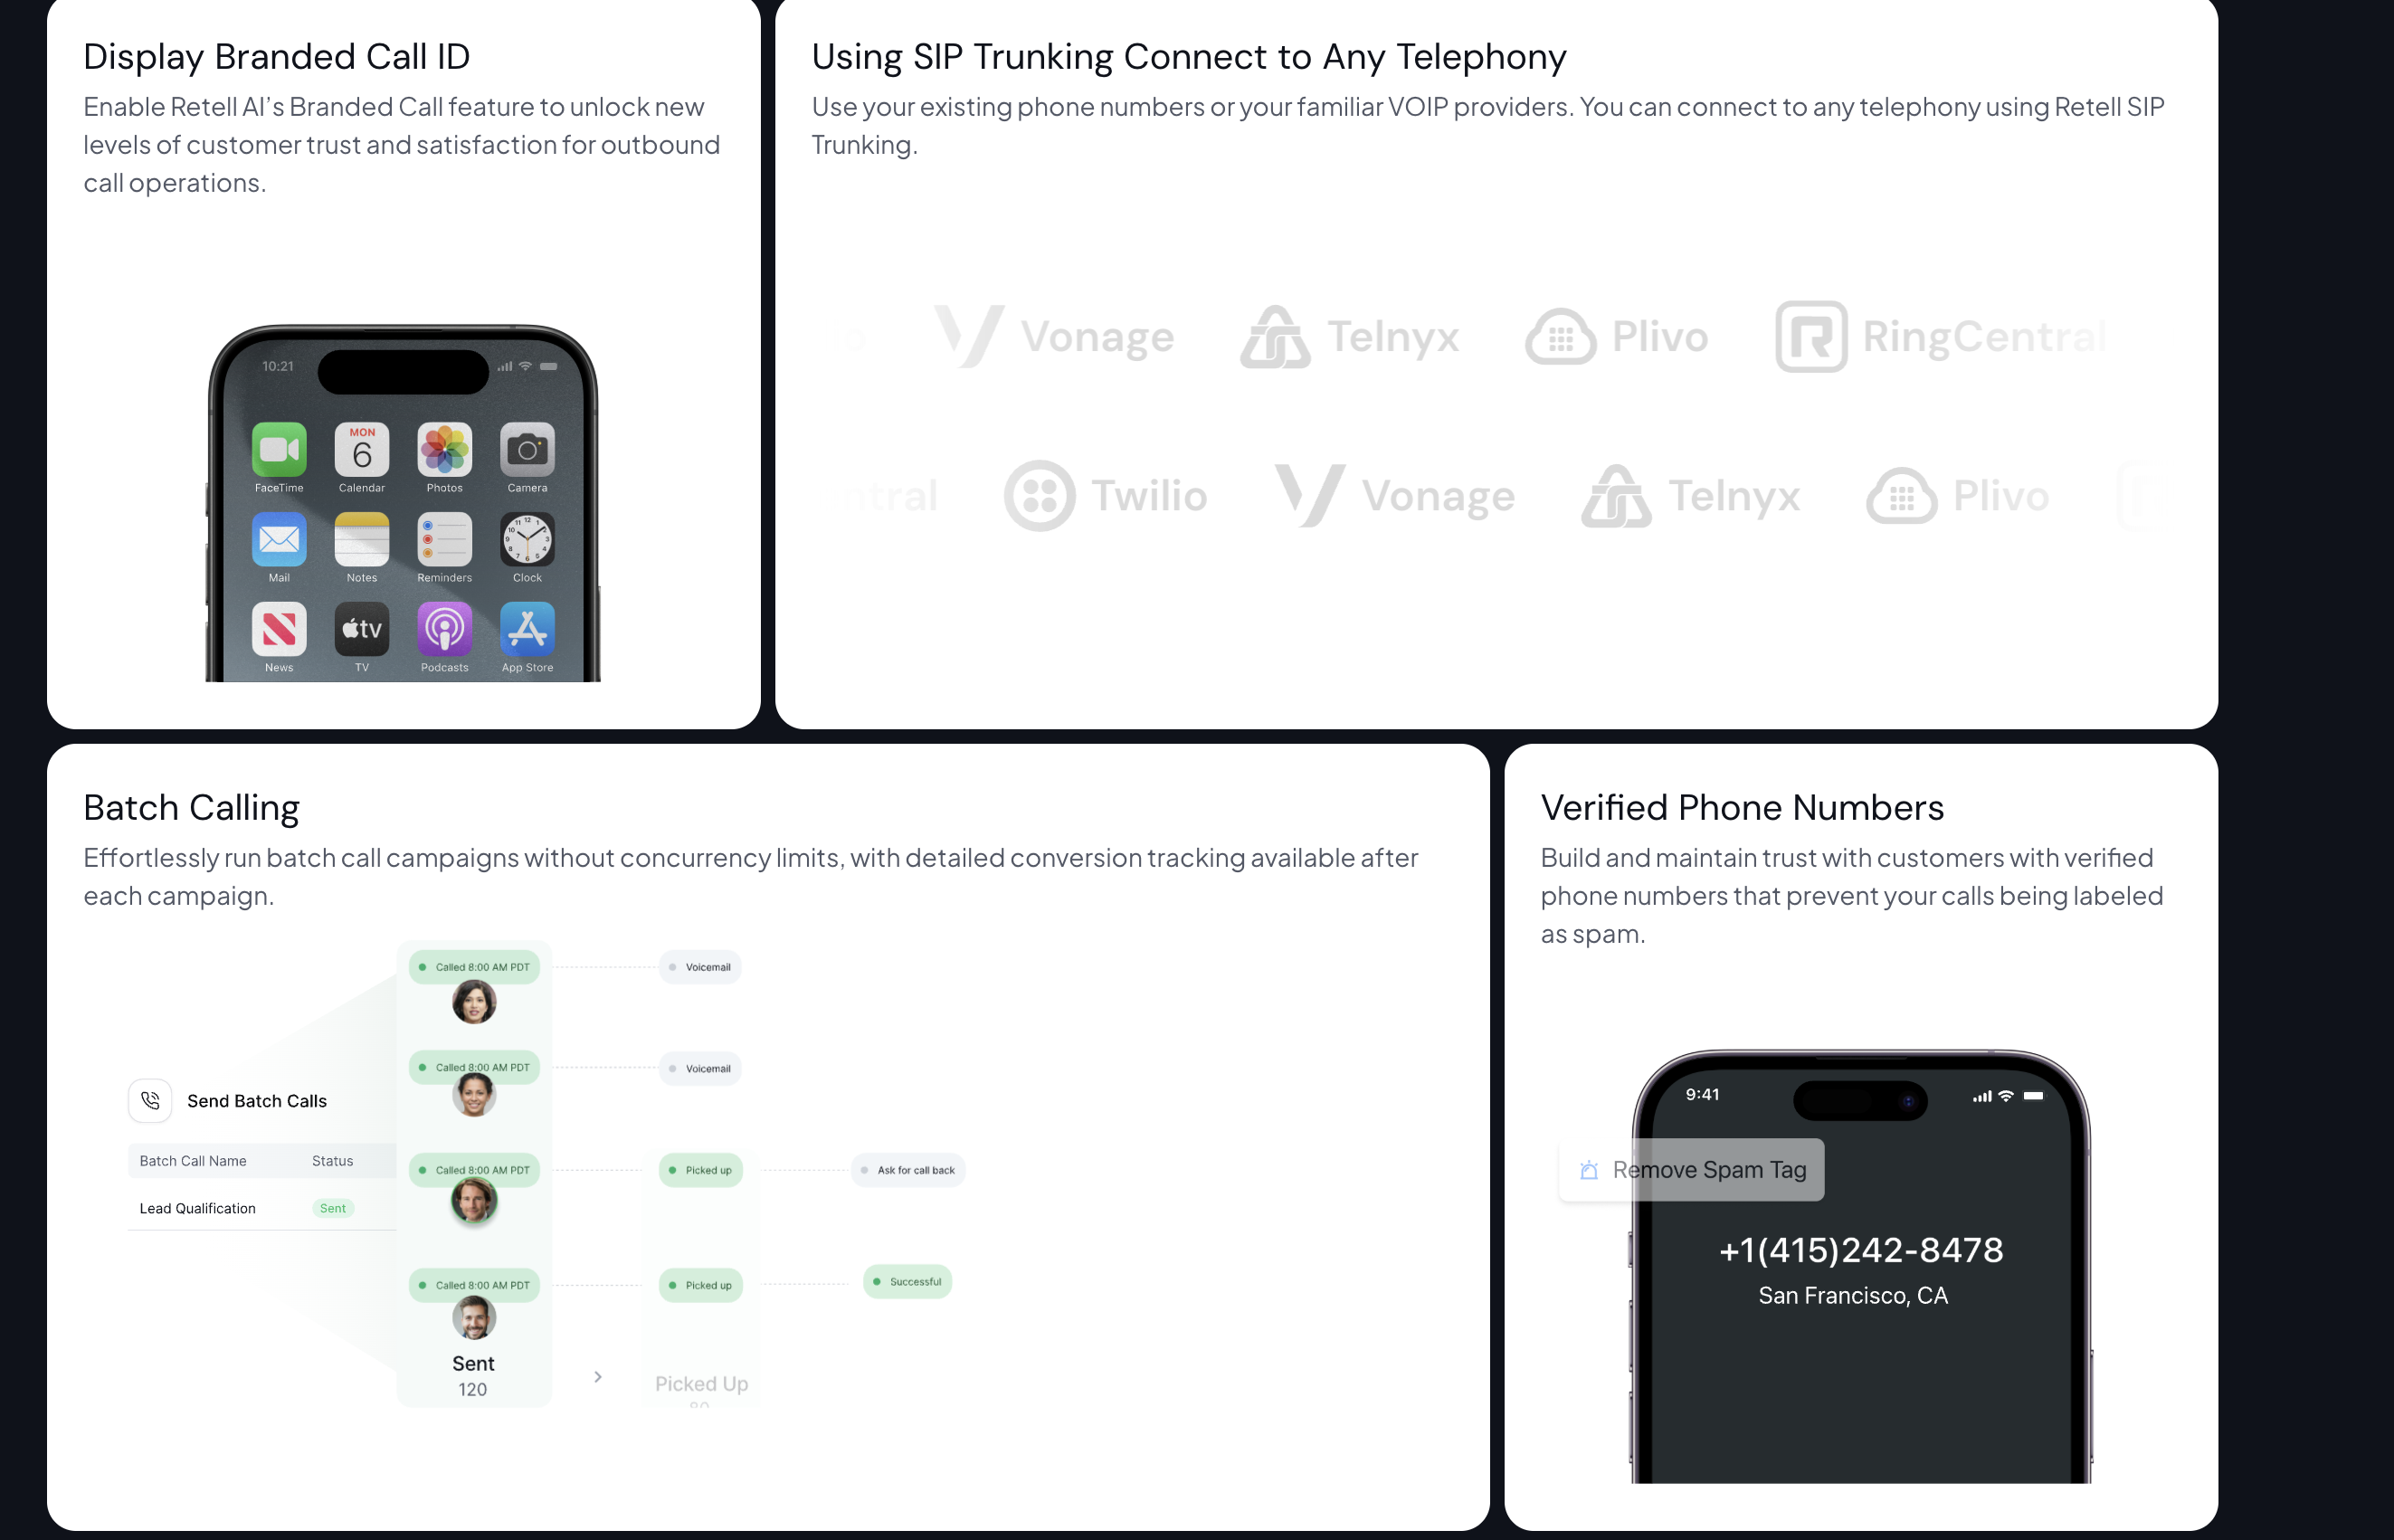 Display Branded Call ID
Enable Retell AI’s Branded Call feature to unlock new
levels of customer trust and satisfaction for outbound
call operations.
10:21
MON
6
FaceTime
Calendar
Photos
Camera
Mail
Notes
Reminders
Clock
tv
News
TV
Podcasts
App Store
Using SIP Trunking Connect to Any Telephony
Use your existing phone numbers or your familiar VOIP providers. You can connect to any telephony using Retell SIP
Trunking.
o
Vonage
Telnyx
Plivo
RingCentral
ntral
Twilio
Vonage
Telnyx
Plivo
Batch Calling
Effortlessly run batch call campaigns without concurrency limits, with detailed conversion tracking available after
each campaign.
Send Batch Calls
Batch Call Name Status
Lead Qualification Sent
Called 8:00 AM PDT Voicemail
Called 8:00 AM PDT Voicemail
Called 8:00 AM PDT Picked up Ask for call back
Called 8:00 AM PDT Picked up Successful
Sent
120
Picked Up
80
Verified Phone Numbers
Build and maintain trust with customers with verified
phone numbers that prevent your calls being labeled
as spam.
9:41
Remove Spam Tag
+1(415)242-8478
San Francisco, CA